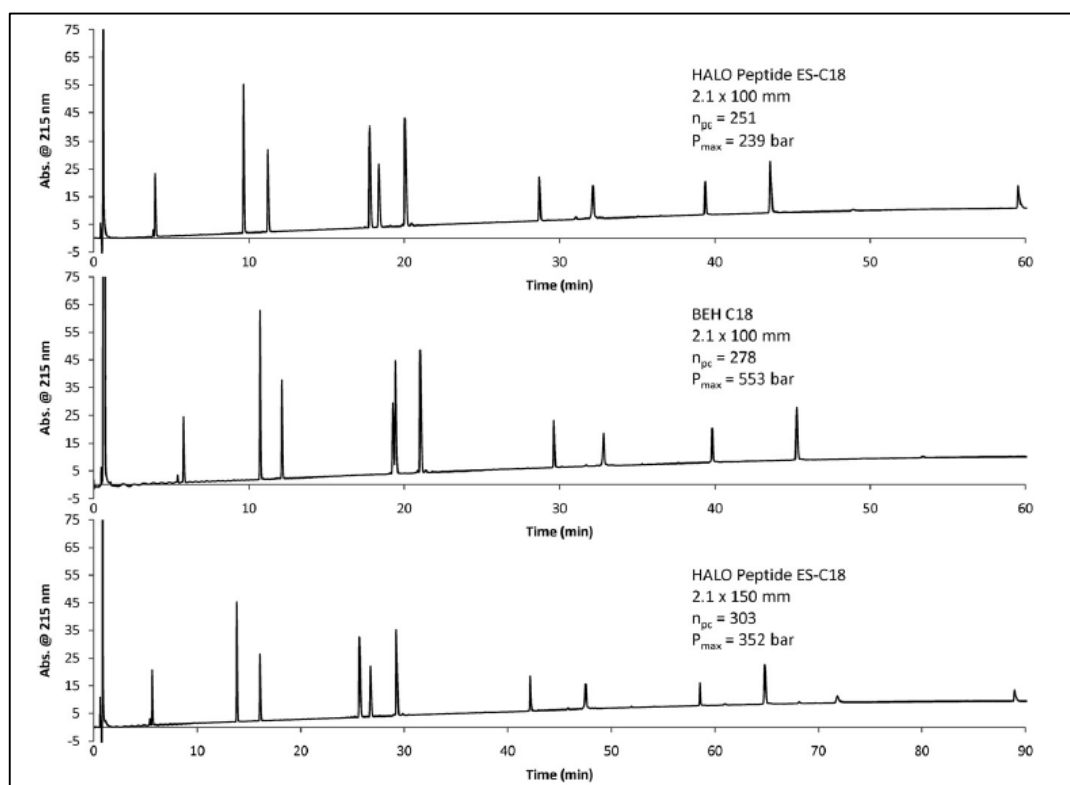 75
65
55
45
35
25
15
5
-5
Abs. @ 215 nm
HALO Peptide ES-C18
2.1 x 100 mm
n_pc = 251
P_max = 239 bar
0 10 20 30 40 50 60
Time (min)
75
65
55
45
35
25
15
5
-5
Abs. @ 215 nm
BEH C18
2.1 x 100 mm
n_pc = 278
P_max = 553 bar
0 10 20 30 40 50 60
Time (min)
75
65
55
45
35
25
15
5
-5
Abs. @ 215 nm
HALO Peptide ES-C18
2.1 x 150 mm
n_pc = 303
P_max = 352 bar
0 10 20 30 40 50 60 70 80 90
Time (min)